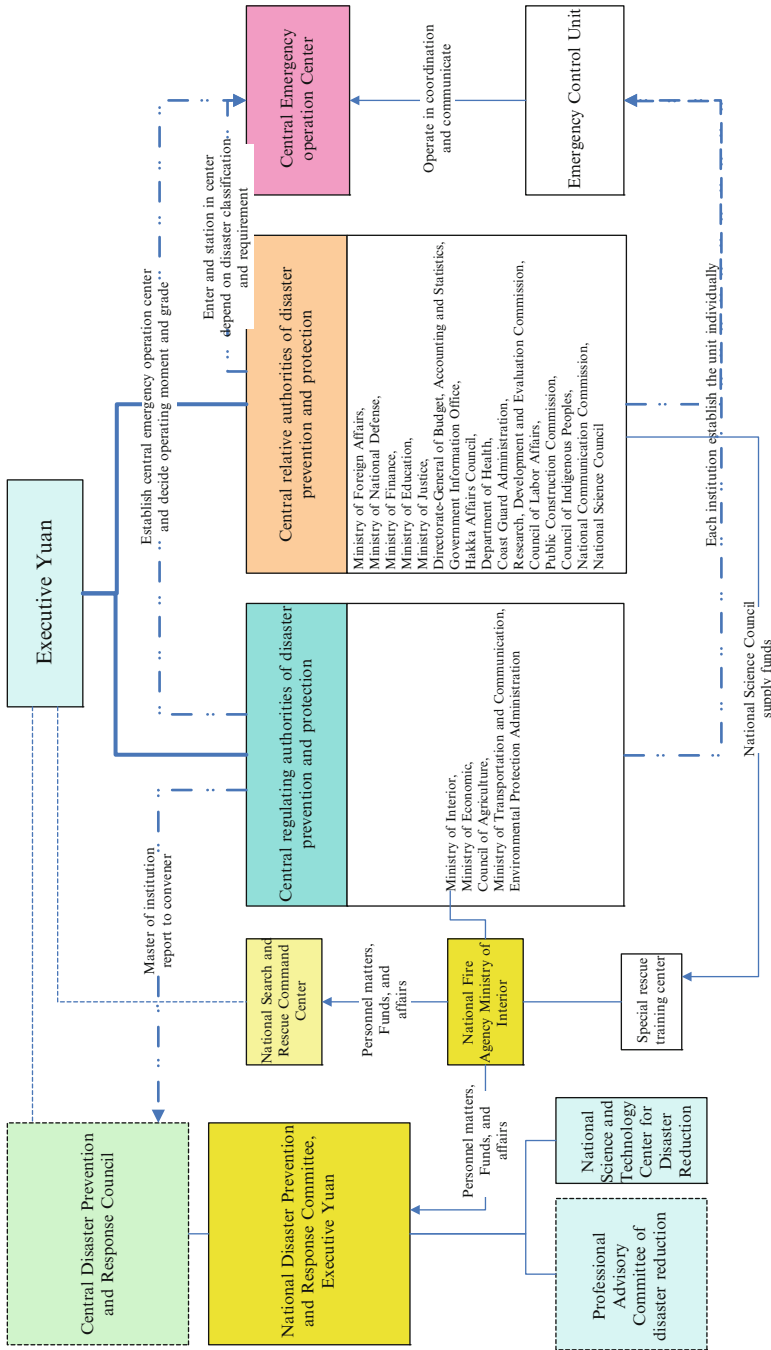 Executive Yuan
Central Disaster Prevention
and Response Council
National Disaster Prevention
and Response Committee,
Executive Yuan
Professional
Advisory
Committee of
disaster reduction
National
Science and
Technology
Center for
Disaster
Reduction
Master of institution
report to convener
National Search and
Rescue Command
Center
Personnel matters,
Funds, and
affairs
National Fire
Agency Ministry of
Interior
Personnel matters,
Funds, and
affairs
Special rescue
training center
Central regulating authorities of disaster
prevention and protection
Ministry of Interior,
Ministry of Economic,
Council of Agriculture,
Ministry of Transportation and Communication,
Environmental Protection Administration
Establish central emergency operation center
and decide operating moment and grade
Central relative authorities of disaster
prevention and protection
Ministry of Foreign Affairs,
Ministry of National Defense,
Ministry of Finance,
Ministry of Education,
Ministry of Justice,
Directorate-General of Budget, Accounting and Statistics,
Government Information Office,
Hakka Affairs Council,
Department of Health,
Coast Guard Administration,
Research, Development and Evaluation Commission,
Council of Labor Affairs,
Public Construction Commission,
Council of Indigenous Peoples,
National Communication Commission,
National Science Council
Enter and station in center
depend on disaster classification
and requirement
Central Emergency
operation Center
Operate in coordination
and communicate
Emergency Control Unit
Each institution establish the unit individually
National Science Council
supply funds